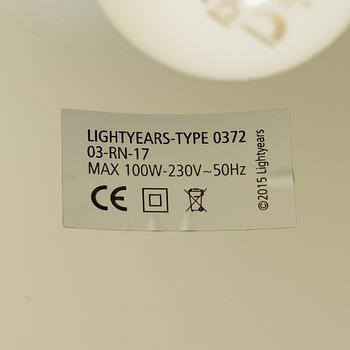 LIGHTYEARS-TYPE 0372
03-RN-17
MAX 100W-230V~50Hz
CE
©2015 Lightyears